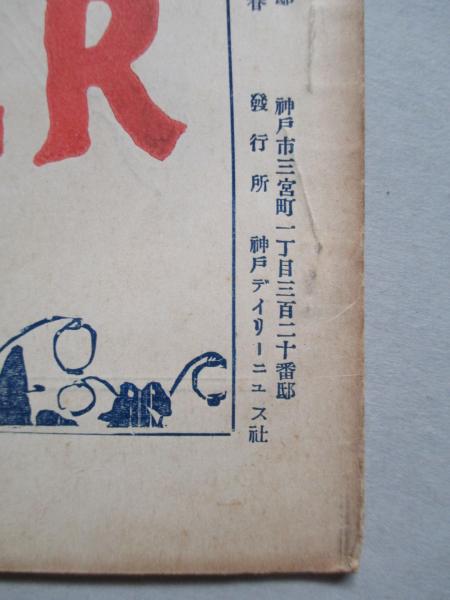 神戸市三宮町一丁目三百二十番邸
發行所 神戸デイリーニュス社
R